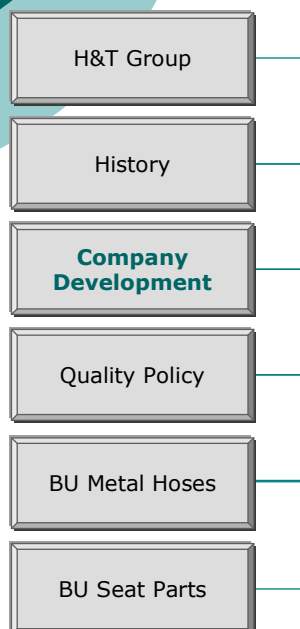 H&T Group
History
Company
Development
Quality Policy
BU Metal Hoses
BU Seat Parts